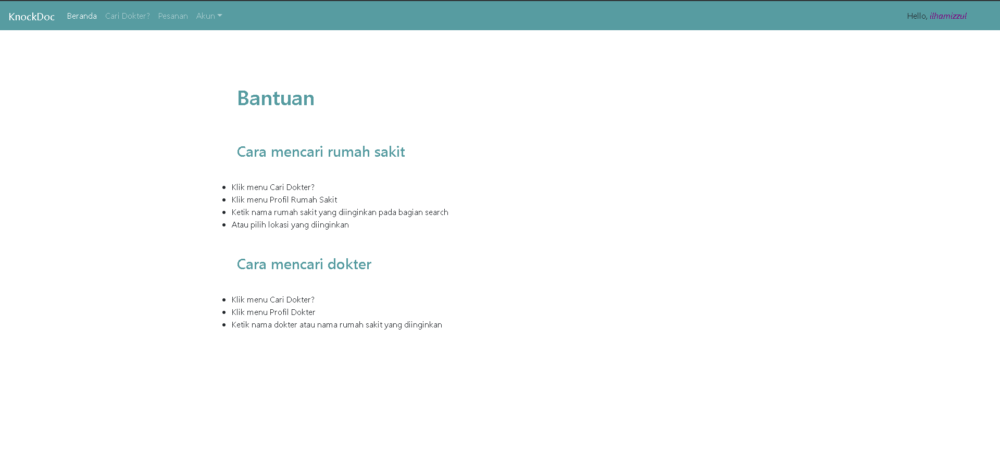 KnockDoc Beranda Cari Dokter? Pesanan Akun Hello, ilhamizzul
Bantuan
Cara mencari rumah sakit
Klik menu Cari Dokter?
Klik menu Profil Rumah Sakit
Ketik nama rumah sakit yang diinginkan pada bagian search
Atau pilih lokasi yang diinginkan
Cara mencari dokter
Klik menu Cari Dokter?
Klik menu Profil Dokter
Ketik nama dokter atau nama rumah sakit yang diinginkan